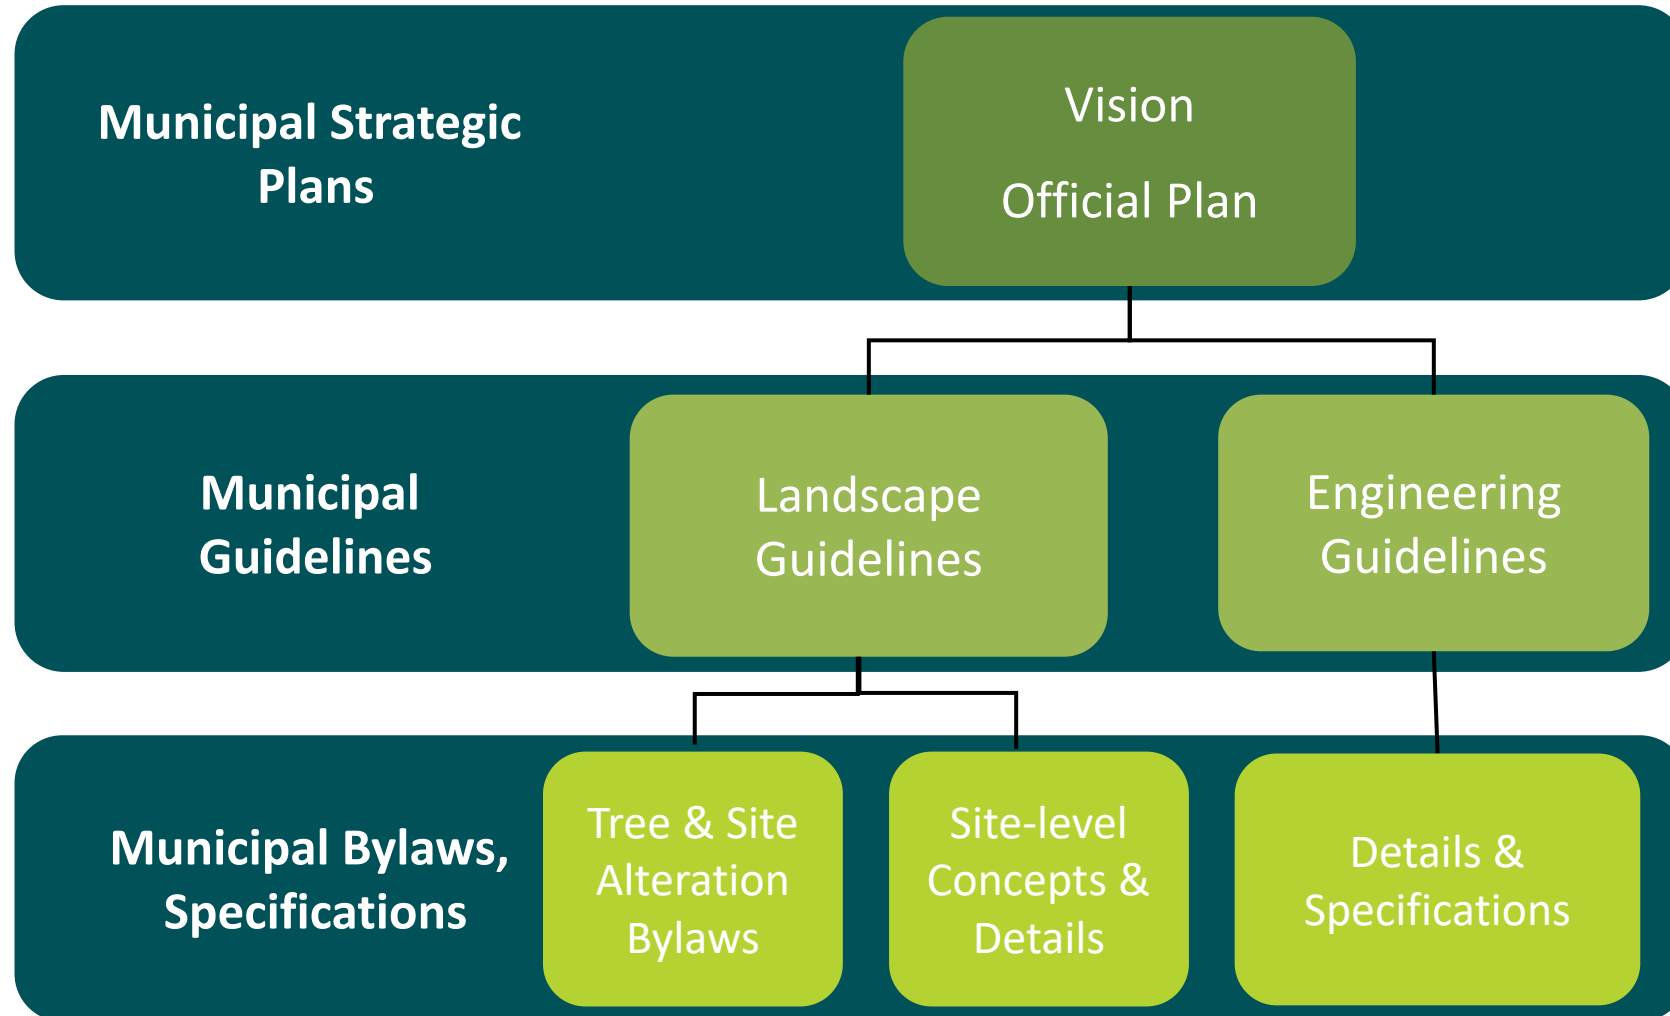 Municipal Strategic
Plans
Vision
Official Plan
Municipal
Guidelines
Landscape
Guidelines
Engineering
Guidelines
Municipal Bylaws,
Specifications
Tree & Site
Alteration
Bylaws
Site-level
Concepts &
Details
Details &
Specifications